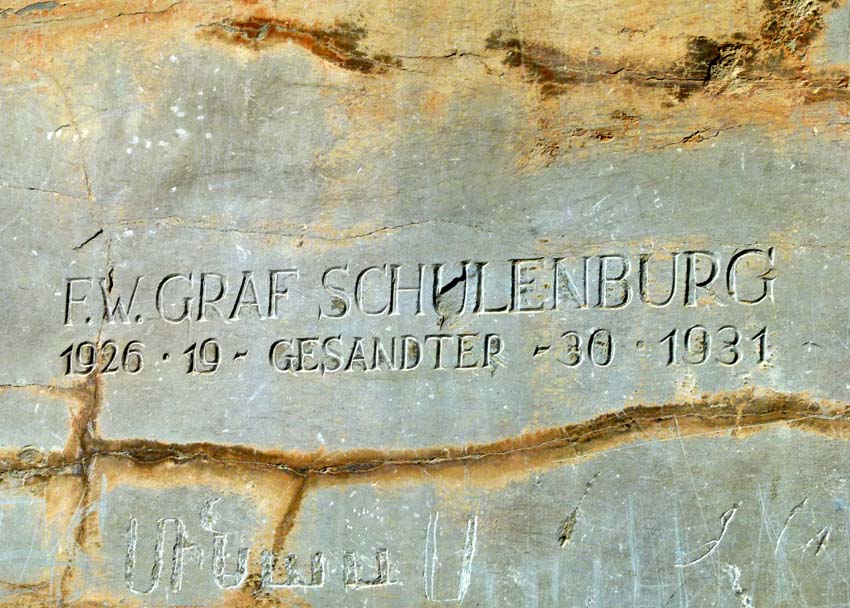 F.W. GRAF SCHULENBURG
1926 · 19 - GESANDTER - 30 · 1931